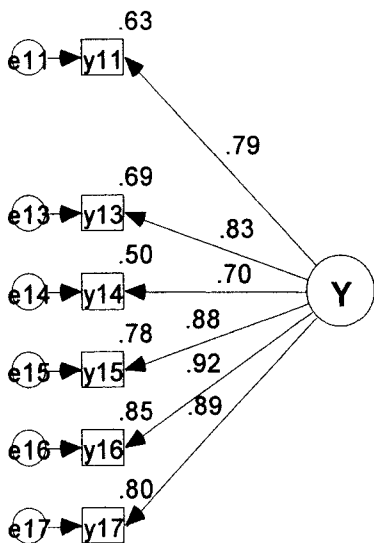 .63
e11 y11
.79
.69
e13 y13
.83
.50
e14 y14
.70
Y
.78
.88
e15 y15
.92
.85
.89
e16 y16
.80
e17 y17